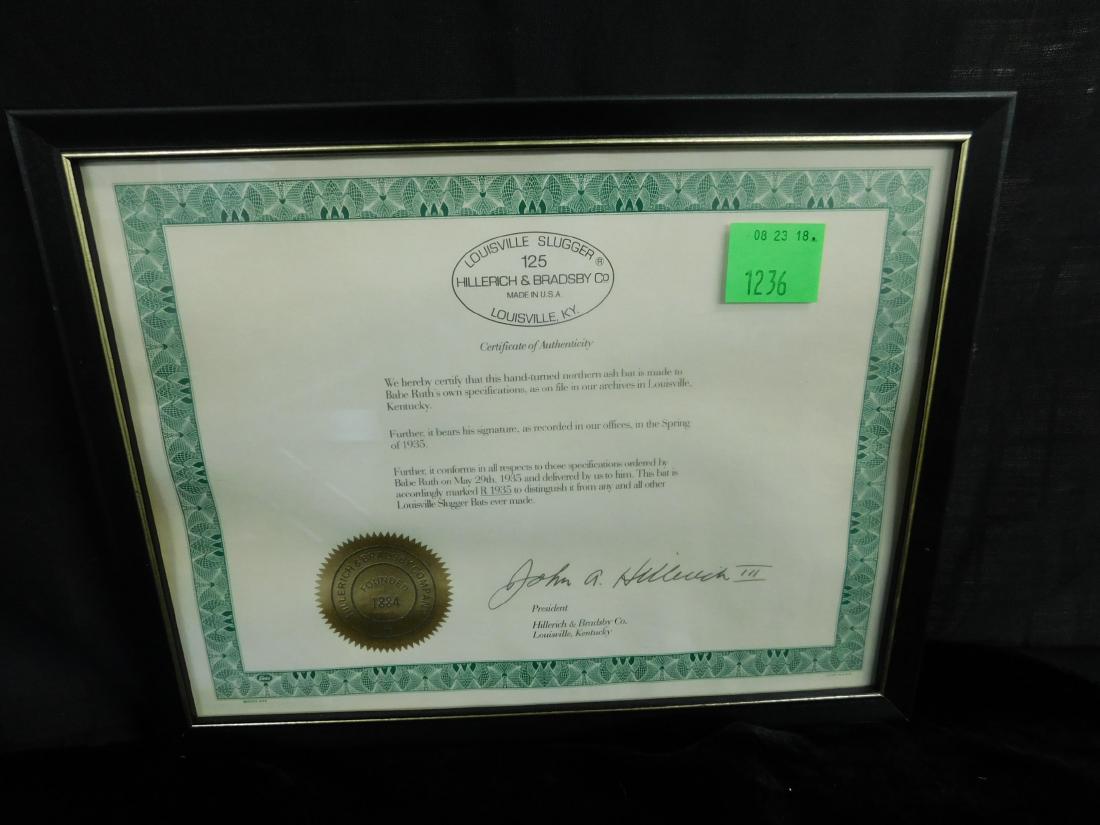 LOUISVILLE SLUGGER ®
125
HILLERICH & BRADSBY Co
MADE IN U.S.A.
LOUISVILLE, KY.
08 23 18.
1236
Certificate of Authenticity
We hereby certify that this hand-turned northern ash bat is made to
Babe Ruth's own specifications, as on file in our archives in Louisville,
Kentucky.
Further, it bears his signature, as recorded in our offices, in the Spring
of 1935.
Further, it conforms in all respects to those specifications ordered by
Babe Ruth on May 29th, 1935 and delivered by us to him. This bat is
accordingly marked R 1935 to distinguish it from any and all other
Louisville Slugger Bats ever made.
HILLERICH & BRADSBY COMPANY
FOUNDED
1884
John A. Hillerich III
President
Hillerich & Bradsby Co.
Louisville, Kentucky